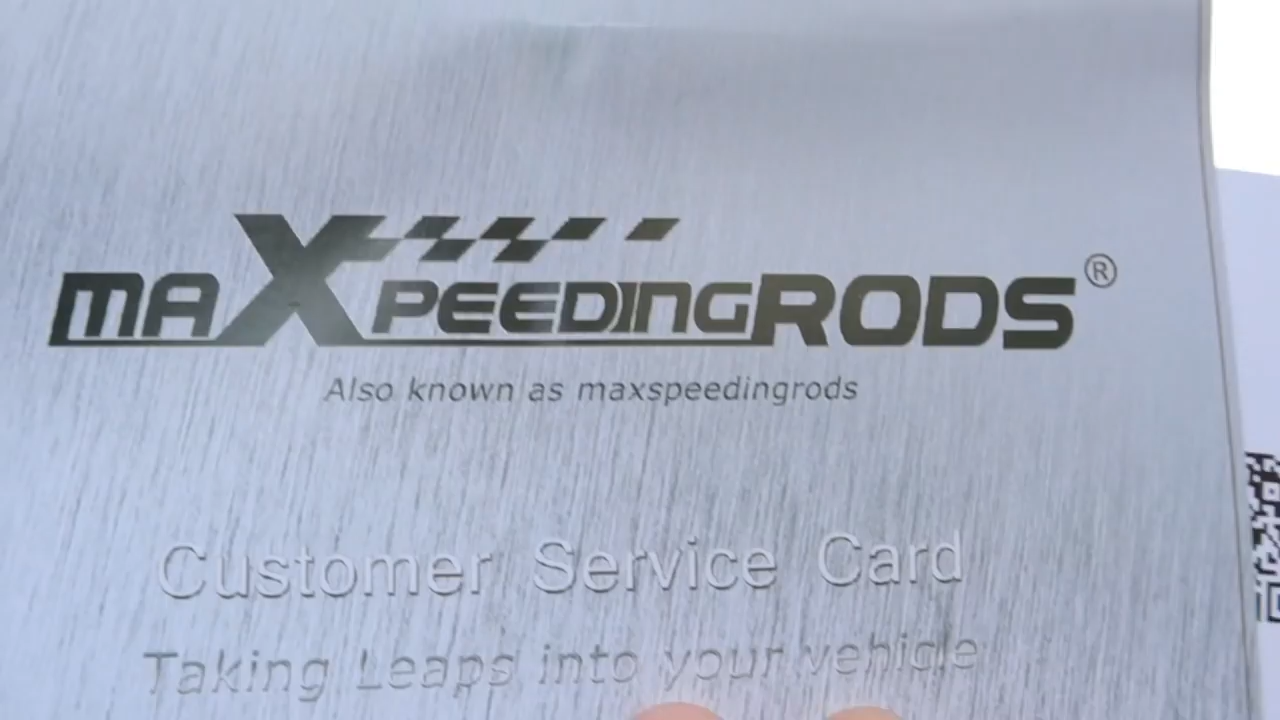 maXpeedingRODS®
Also known as maxspeedingrods
Customer Service Card
Taking Leaps into your vehicle